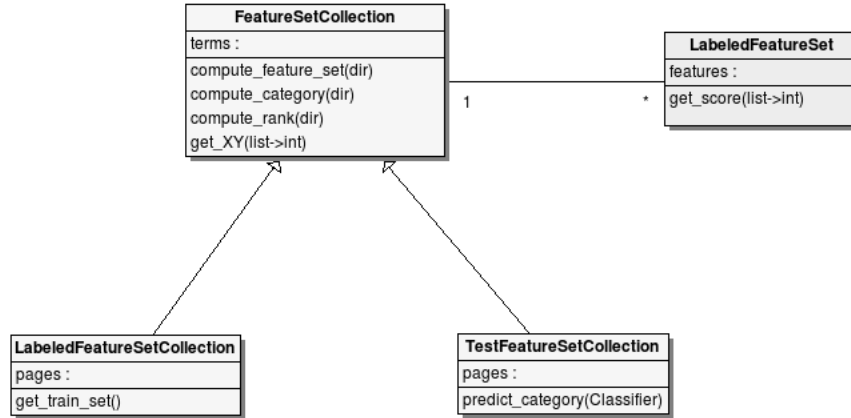 FeatureSetCollection
terms :
compute_feature_set(dir)
compute_category(dir)
compute_rank(dir)
get_XY(list->int)
LabeledFeatureSet
features :
get_score(list->int)
1
*
LabeledFeatureSetCollection
pages :
get_train_set()
TestFeatureSetCollection
pages :
predict_category(Classifier)